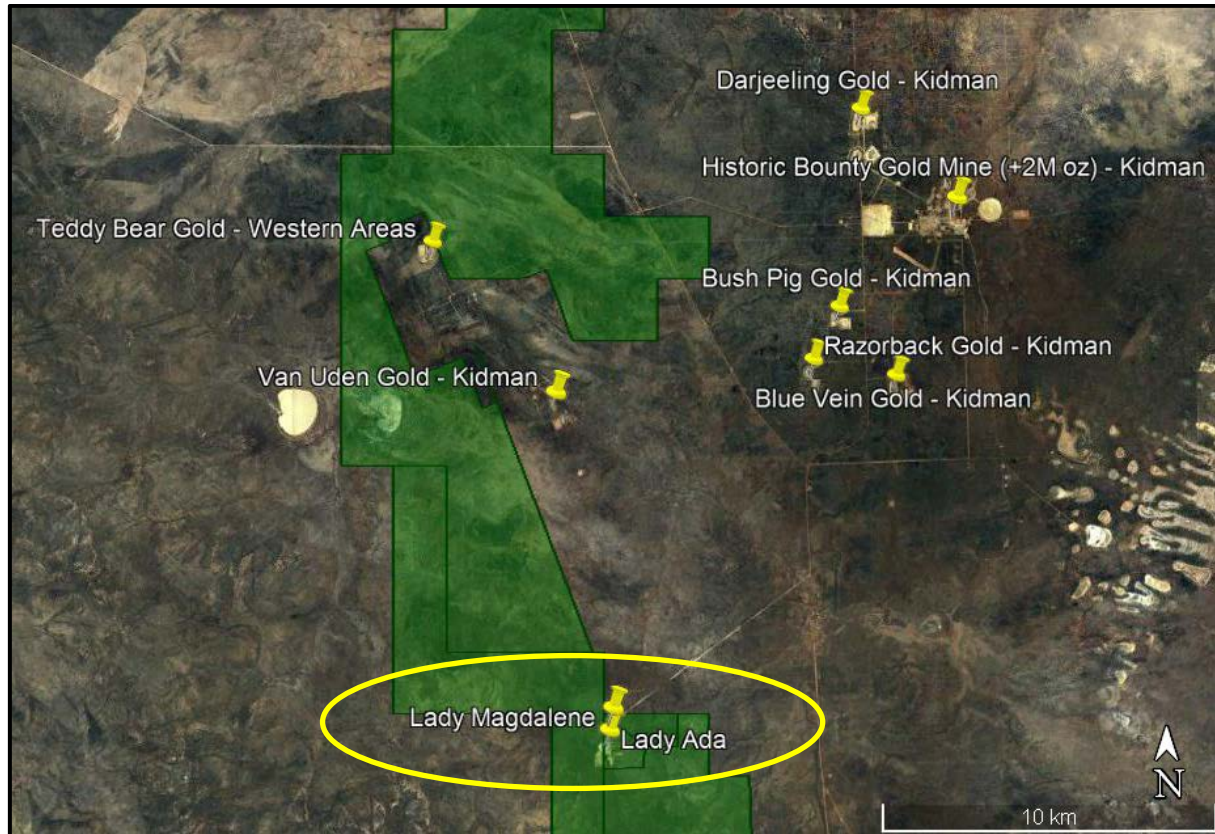 Darjeeling Gold - Kidman
Historic Bounty Gold Mine (+2M oz) - Kidman
Teddy Bear Gold - Western Areas
Bush Pig Gold - Kidman
Razorback Gold - Kidman
Van Uden Gold - Kidman
Blue Vein Gold - Kidman
Lady Magdalene
Lady Ada
N
10 km